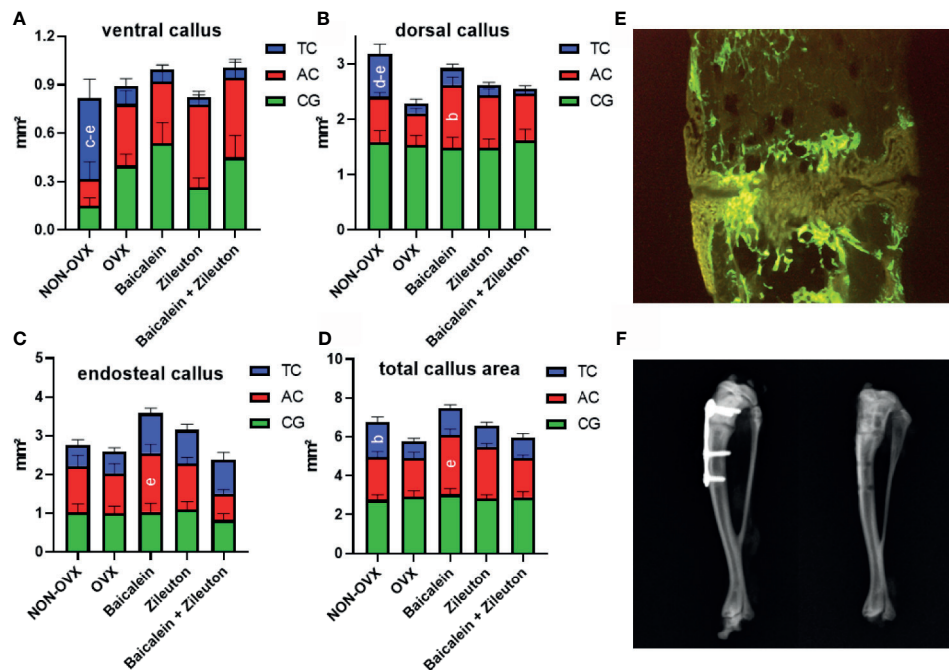 A
ventral callus
mm²
1.2
0.9
0.6
0.3
0.0
c-e
TC
AC
CG
NON-OVX
OVX
Baicalein
Zileuton
Baicalein + Zileuton
B
dorsal callus
mm²
3
2
1
0
d-e
b
TC
AC
CG
NON-OVX
OVX
Baicalein
Zileuton
Baicalein + Zileuton
E
C
endosteal callus
mm²
5
4
3
2
1
0
e
TC
AC
CG
NON-OVX
OVX
Baicalein
Zileuton
Baicalein + Zileuton
D
total callus area
mm²
10
8
6
4
2
0
b
e
TC
AC
CG
NON-OVX
OVX
Baicalein
Zileuton
Baicalein + Zileuton
F